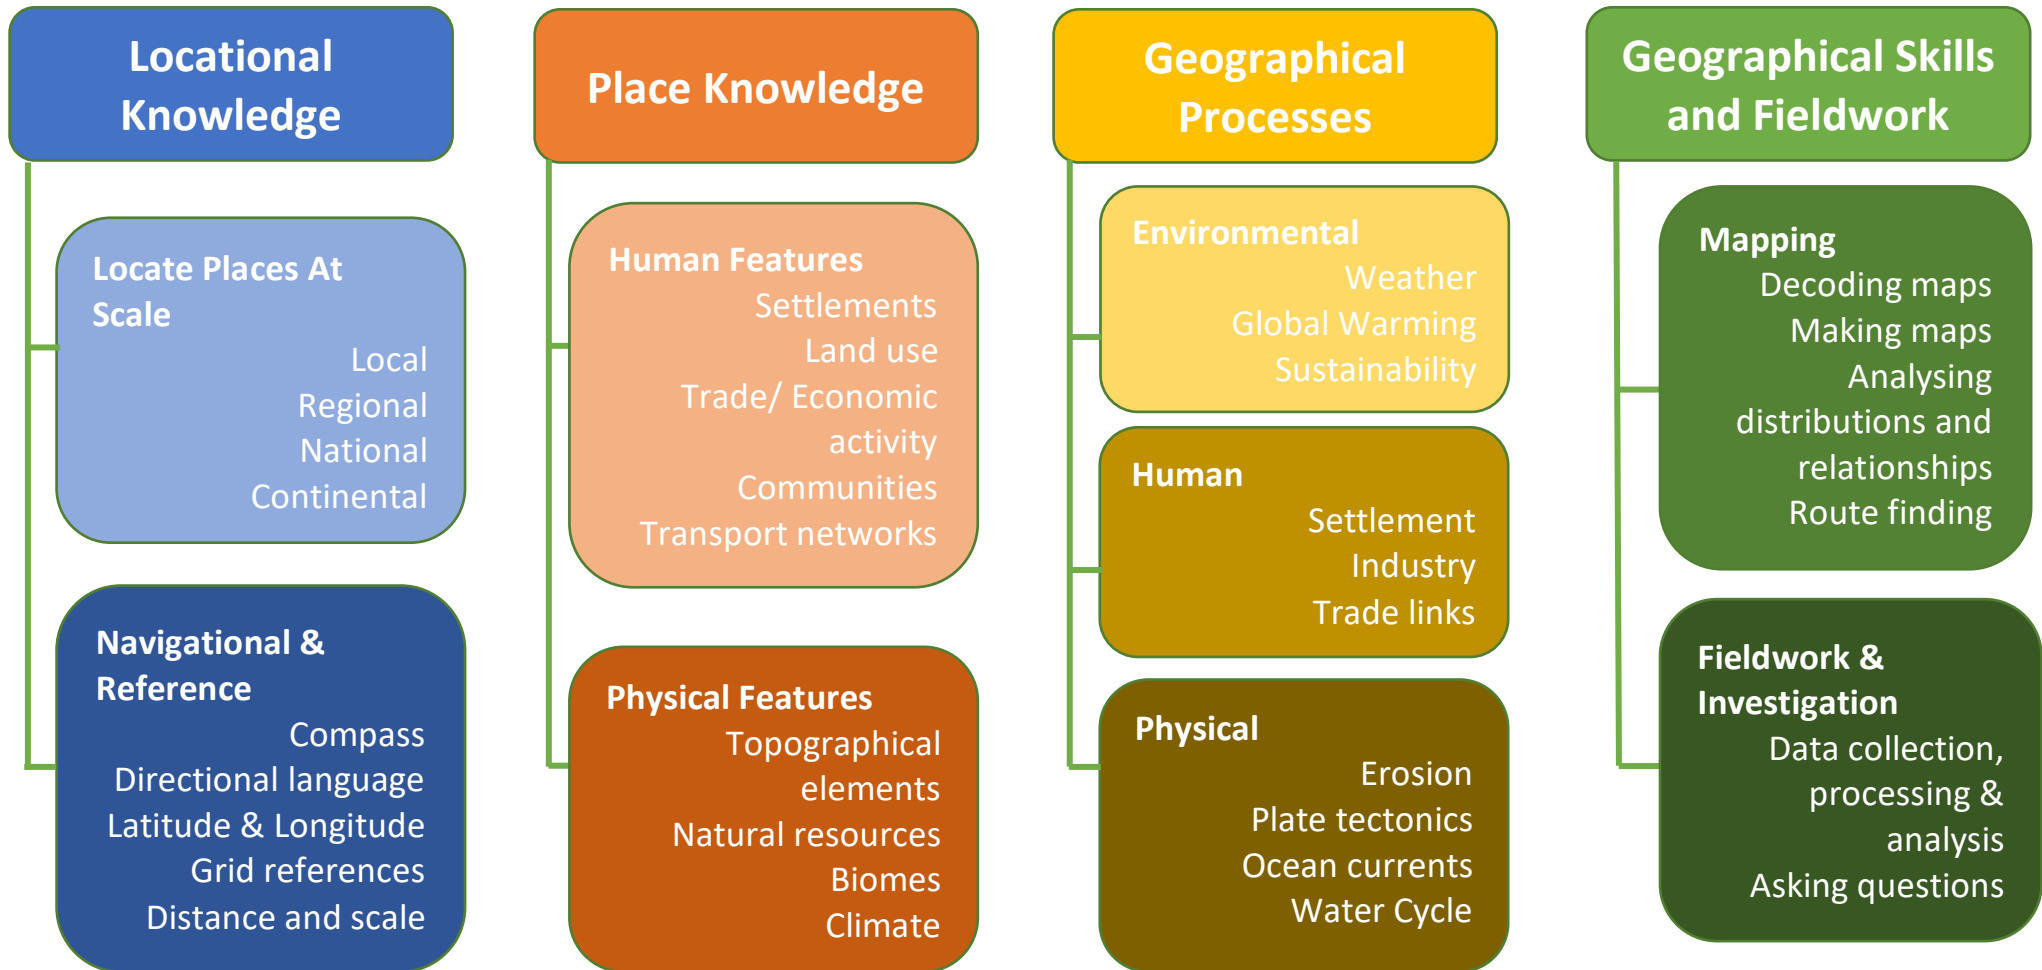 Locational
Knowledge
Locate Places At
Scale
Local
Regional
National
Continental
Navigational &
Reference
Compass
Directional language
Latitude & Longitude
Grid references
Distance and scale
Place Knowledge
Human Features
Settlements
Land use
Trade/ Economic
activity
Communities
Transport networks
Physical Features
Topographical
elements
Natural resources
Biomes
Climate
Geographical
Processes
Environmental
Weather
Global Warming
Sustainability
Human
Settlement
Industry
Trade links
Physical
Erosion
Plate tectonics
Ocean currents
Water Cycle
Geographical Skills
and Fieldwork
Mapping
Decoding maps
Making maps
Analysing
distributions and
relationships
Route finding
Fieldwork &
Investigation
Data collection,
processing &
analysis
Asking questions